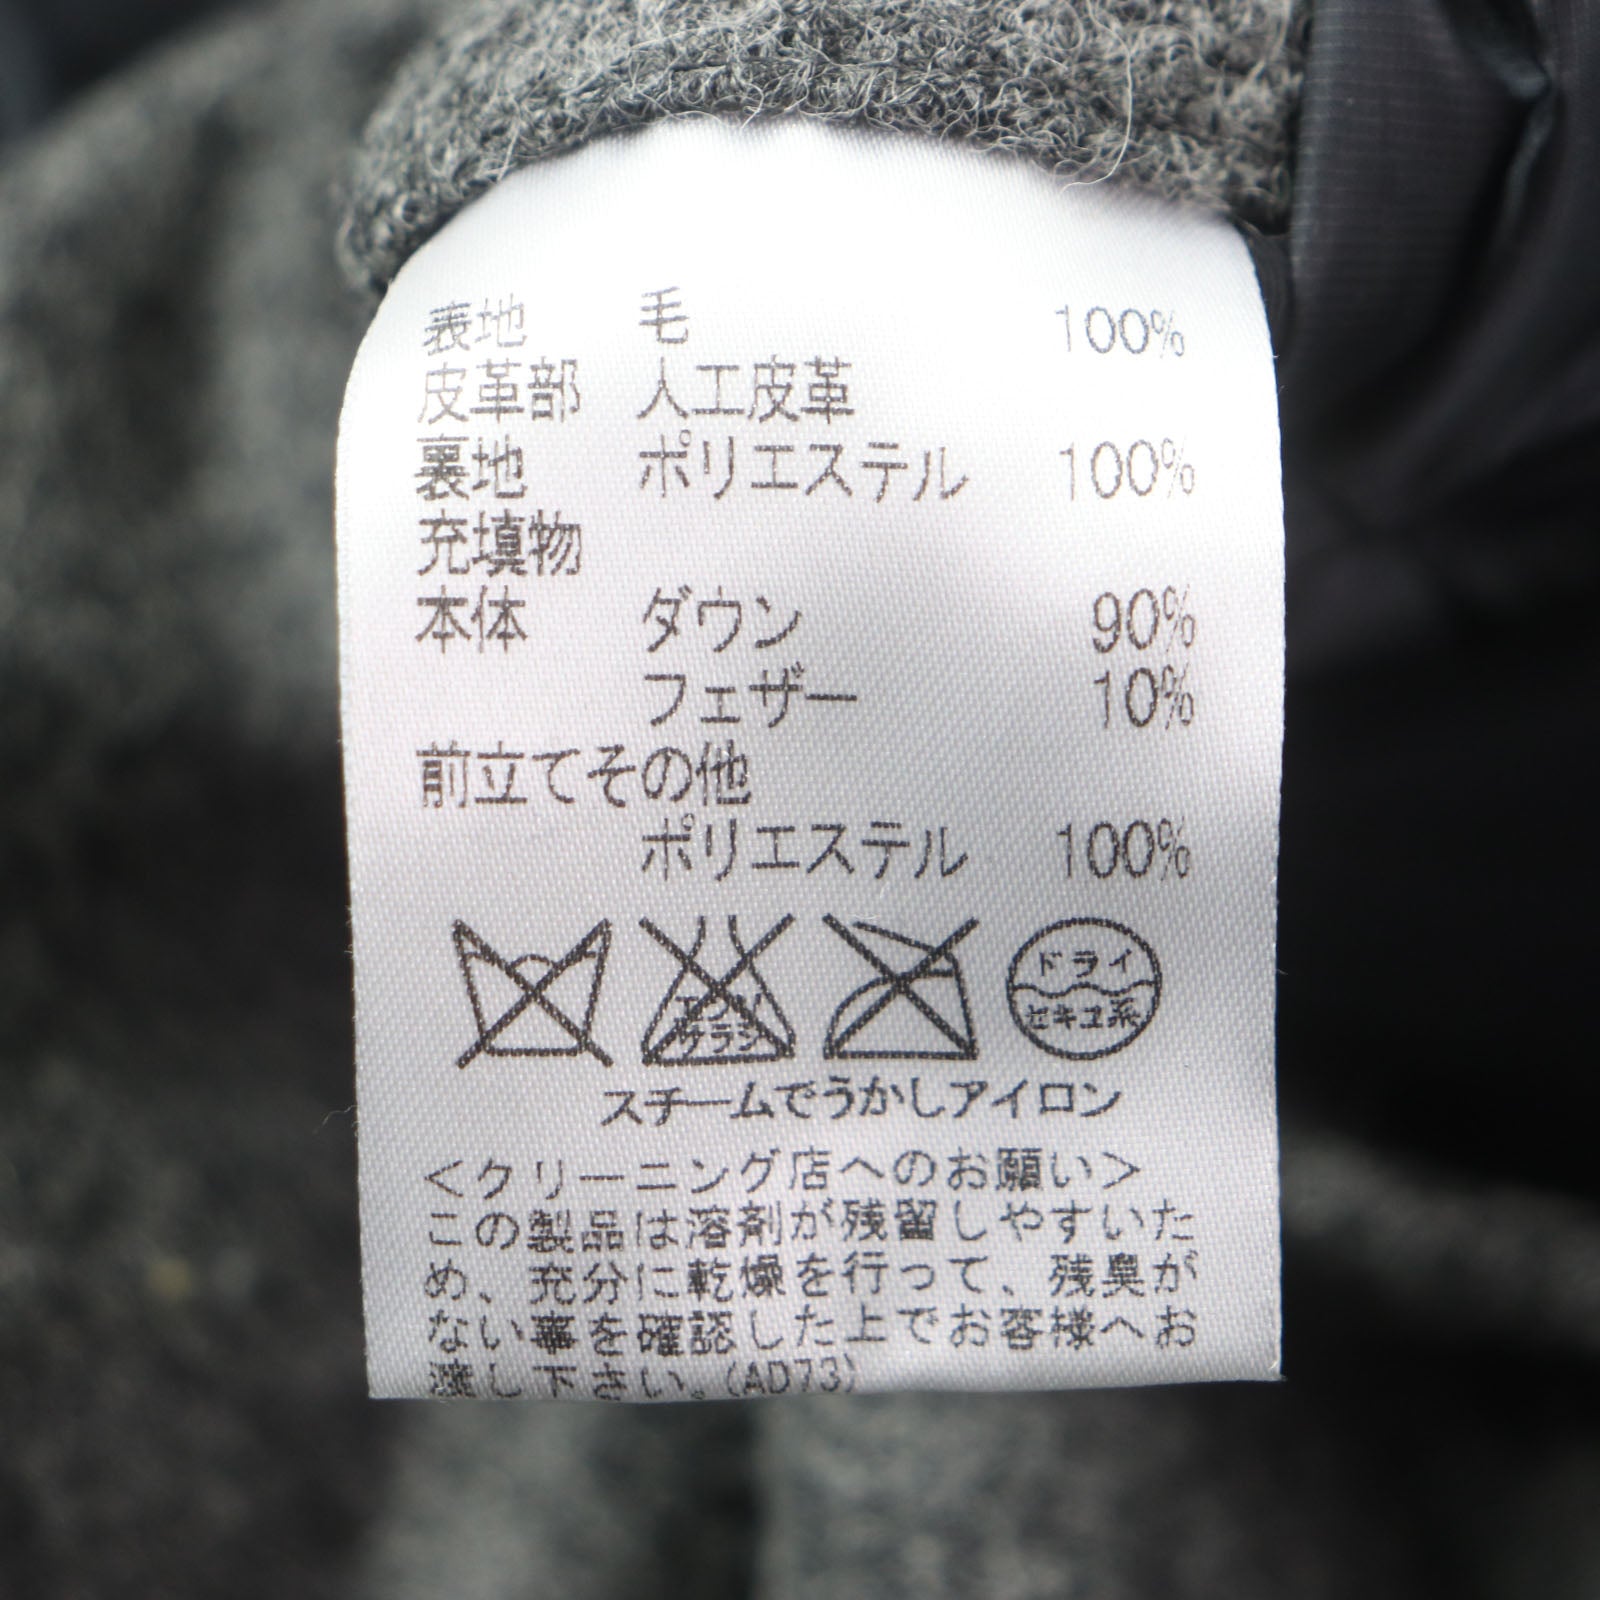 表地 毛 100%
皮革部 人工皮革
裏地 ポリエステル 100%
充填物
本体 ダウン 90%
フェザー 10%
前立てその他
ポリエステル 100%
エンソ
サラシ
ドライ
セキユ系
スチームでうかしアイロン
<クリーニング店へのお願い>
この製品は溶剤が残留しやすいた
め、充分に乾燥を行って、残臭が
ない事を確認した上でお客様へお
渡し下さい。(AD73)